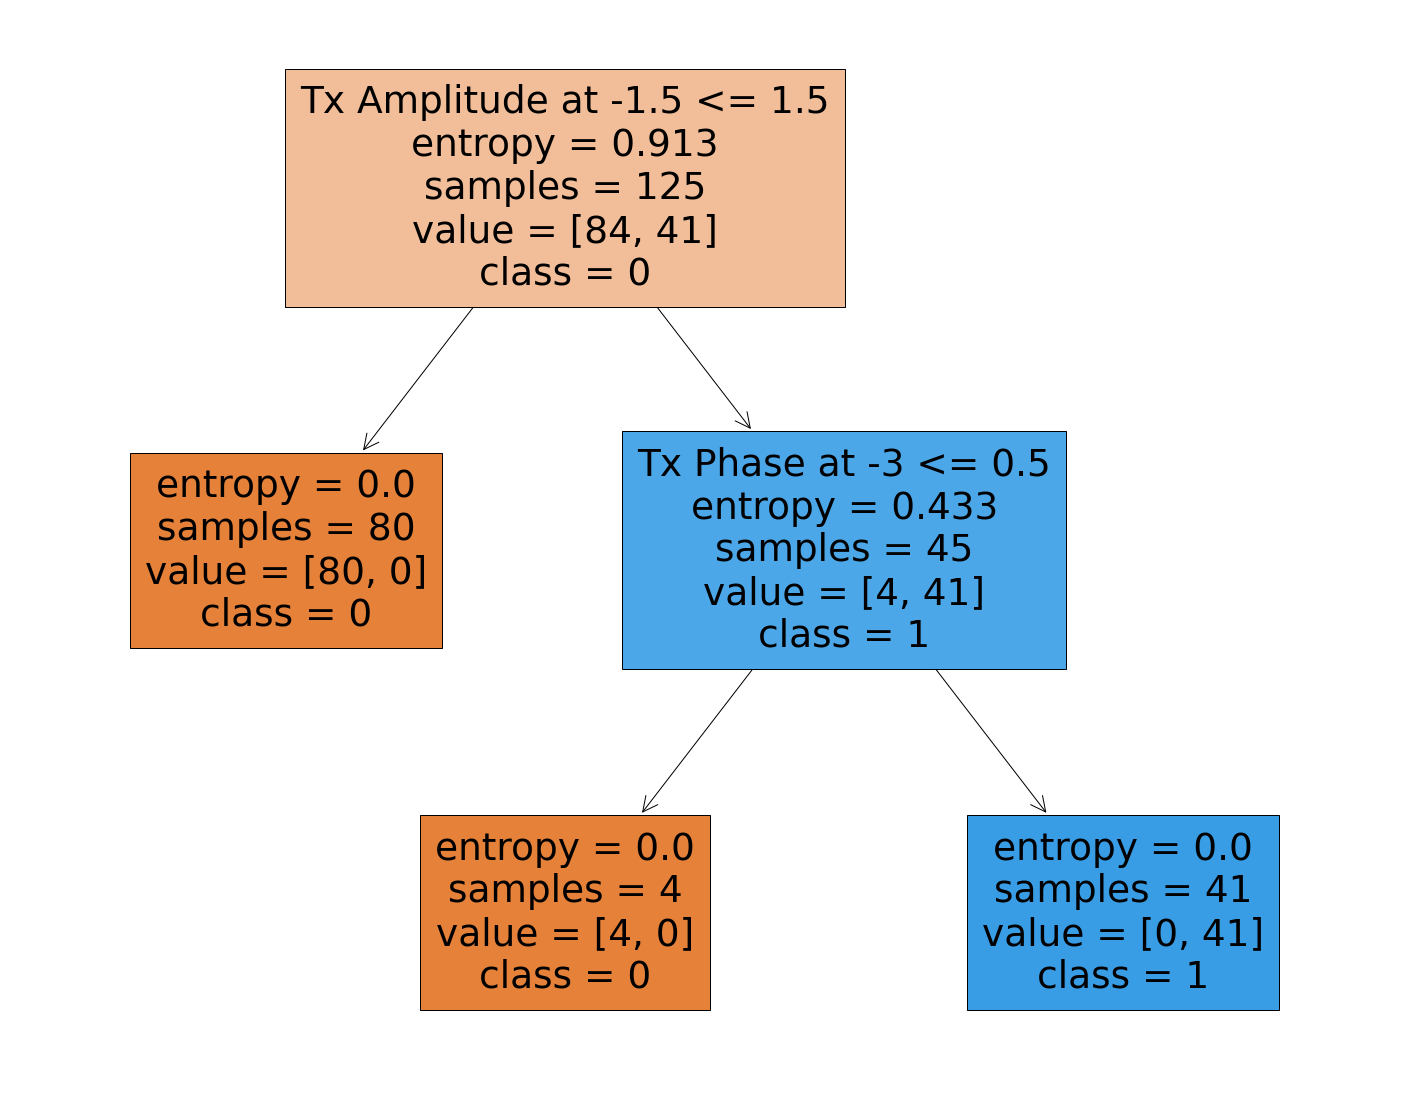 Tx Amplitude at -1.5 <= 1.5
entropy = 0.913
samples = 125
value = [84, 41]
class = 0
entropy = 0.0
samples = 80
value = [80, 0]
class = 0
Tx Phase at -3 <= 0.5
entropy = 0.433
samples = 45
value = [4, 41]
class = 1
entropy = 0.0
samples = 4
value = [4, 0]
class = 0
entropy = 0.0
samples = 41
value = [0, 41]
class = 1